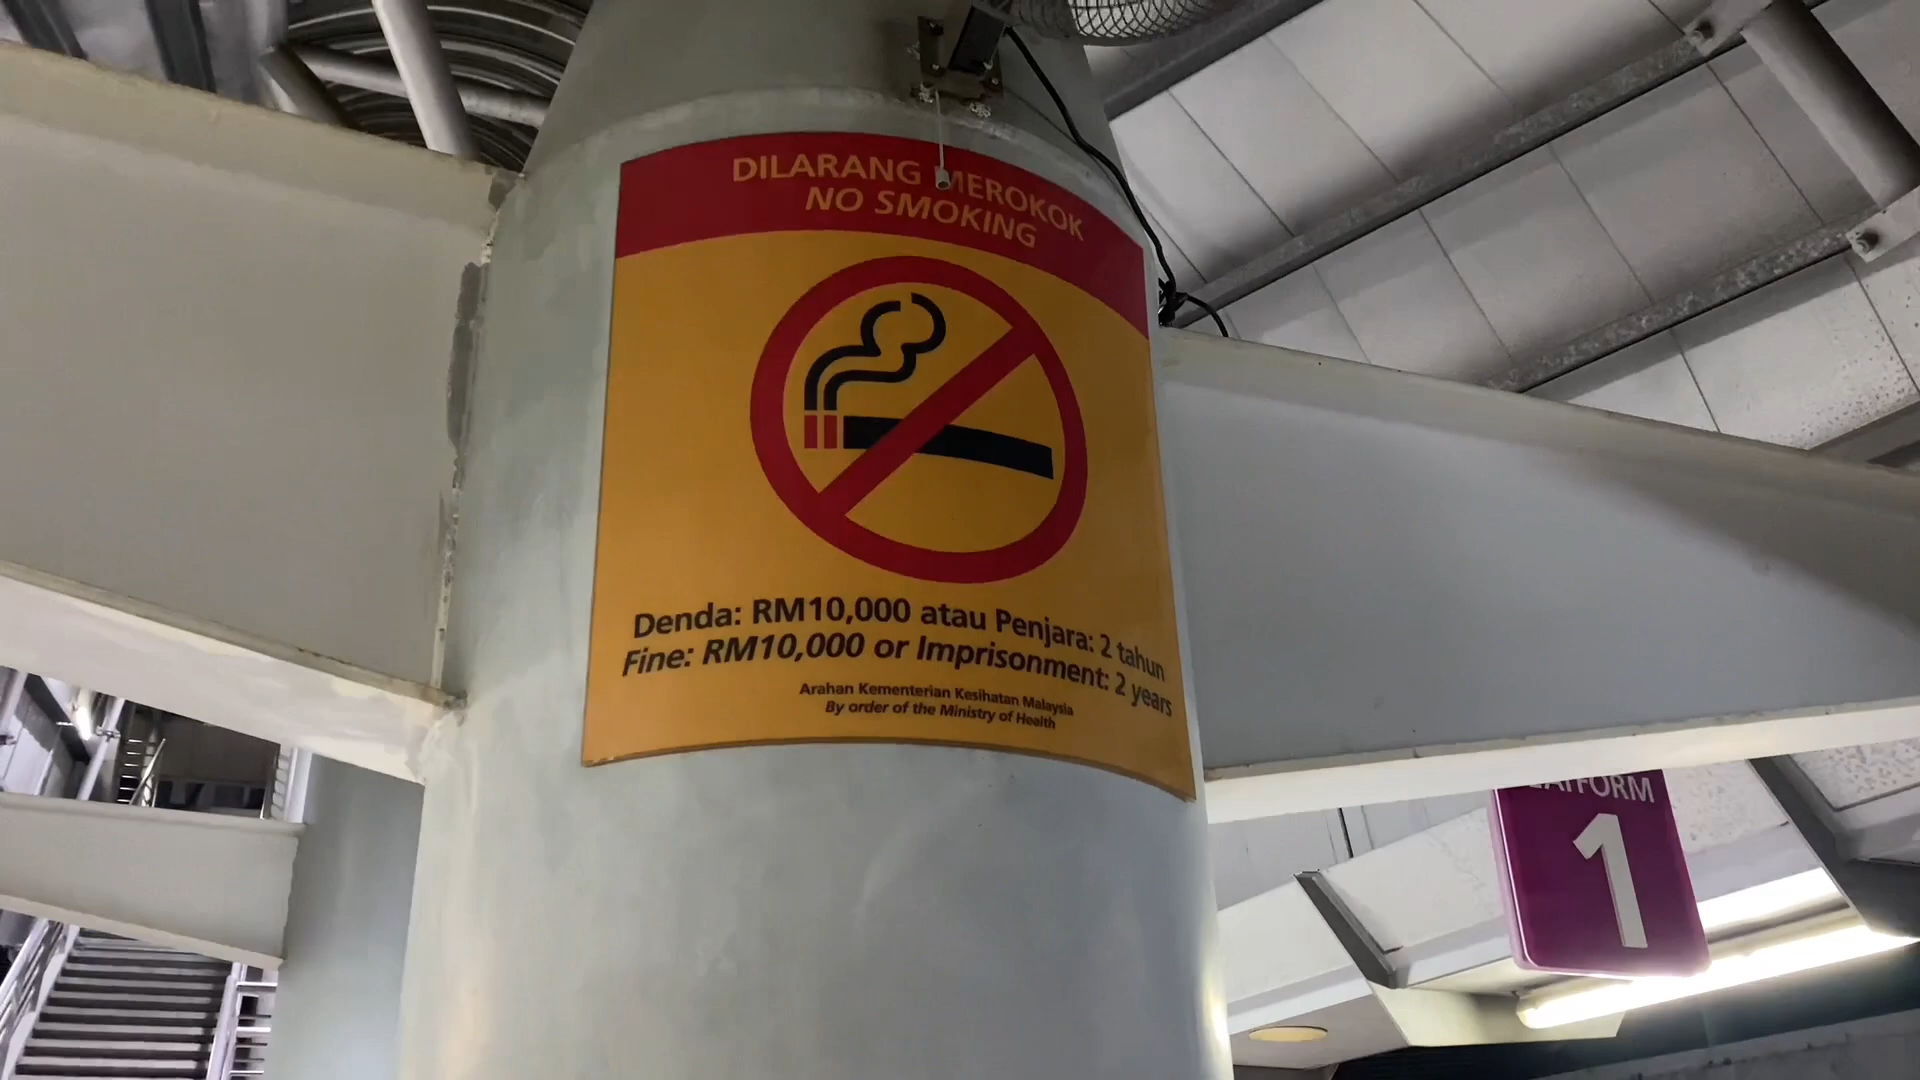 DILARANG MEROKOK
NO SMOKING
Denda: RM10,000 atau Penjara: 2 tahun
Fine: RM10,000 or Imprisonment: 2 years
Arahan Kementerian Kesihatan Malaysia
By order of the Ministry of Health
PLATFORM
1